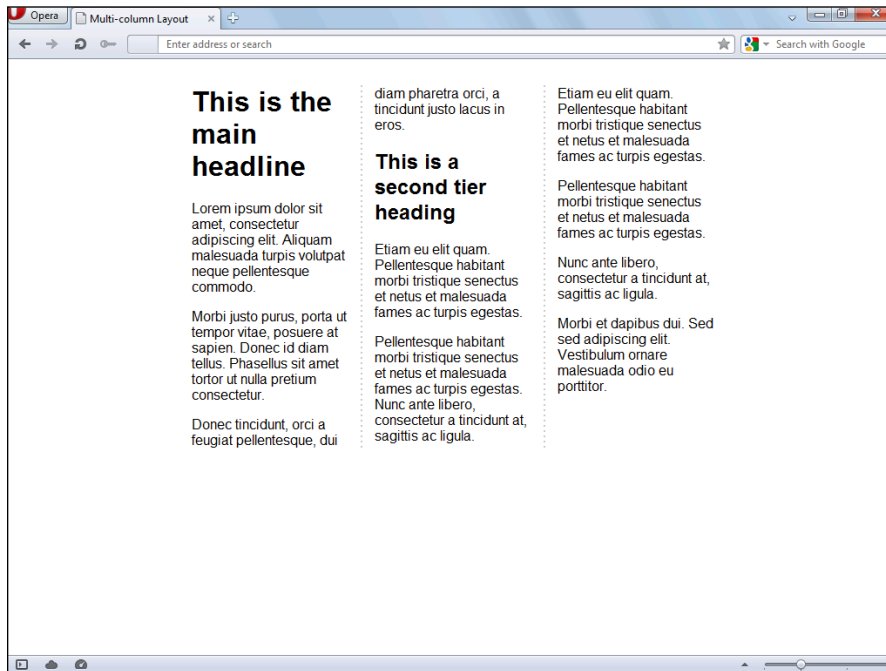 Opera
Multi-column Layout
Enter address or search
Search with Google
This is the
main
headline
Lorem ipsum dolor sit
amet, consectetur
adipiscing elit. Aliquam
malesuada turpis volutpat
neque pellentesque
commodo.
Morbi justo purus, porta ut
tempor vitae, posuere at
sapien. Donec id diam
tellus. Phasellus sit amet
tortor ut nulla pretium
consectetur.
Donec tincidunt, orci a
feugiat pellentesque, dui
diam pharetra orci, a
tincidunt justo lacus in
eros.
This is a
second tier
heading
Etiam eu elit quam.
Pellentesque habitant
morbi tristique senectus
et netus et malesuada
fames ac turpis egestas.
Pellentesque habitant
morbi tristique senectus
et netus et malesuada
fames ac turpis egestas.
Nunc ante libero,
consectetur a tincidunt at,
sagittis ac ligula.
Etiam eu elit quam.
Pellentesque habitant
morbi tristique senectus
et netus et malesuada
fames ac turpis egestas.
Pellentesque habitant
morbi tristique senectus
et netus et malesuada
fames ac turpis egestas.
Nunc ante libero,
consectetur a tincidunt at,
sagittis ac ligula.
Morbi et dapibus dui. Sed
sed adipiscing elit.
Vestibulum ornare
malesuada odio eu
porttitor.